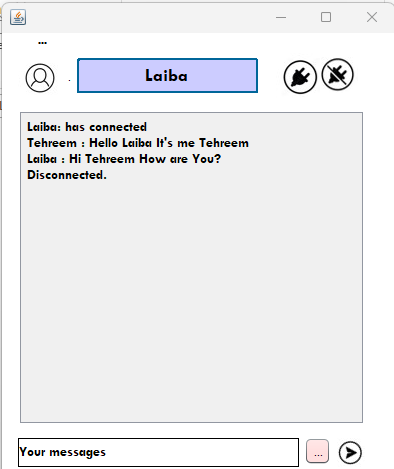 ...
Laiba
Laiba: has connected
Tehreem : Hello Laiba It's me Tehreem
Laiba : Hi Tehreem How are You?
Disconnected.
Your messages
...